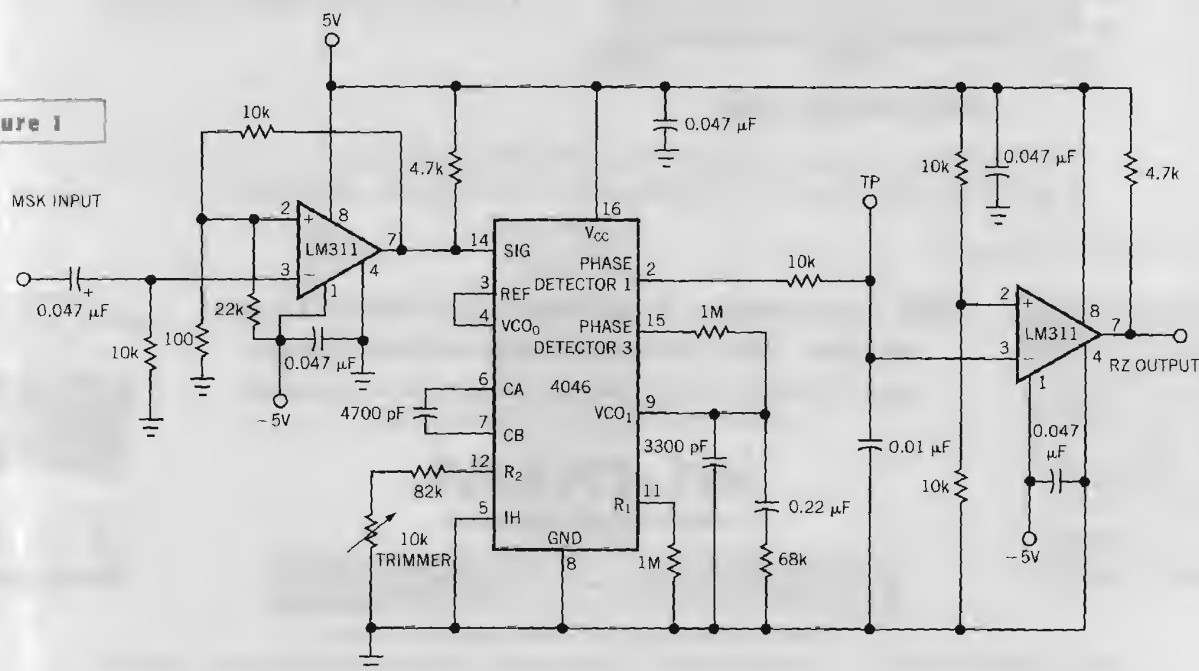 5V
ure 1
10k
4.7k
0.047 µF
10k
0.047 µF
4.7k
MSK INPUT
TP
2
+
8
LM311
7
3
−
4
1
0.047 µF
+
10k
100
22k
0.047 µF
−5V
16
VCC
14
SIG
PHASE
DETECTOR 1
2
10k
3
REF
4
VCO0
PHASE
DETECTOR 3
15
1M
4046
6
CA
4700 pF
7
CB
VCO1
9
3300 pF
12
R2
82k
5
IH
R1
11
10k
TRIMMER
GND
8
1M
0.22 µF
68k
0.01 µF
10k
2
+
8
LM311
7
3
−
4
1
RZ OUTPUT
0.047
µF
−5V